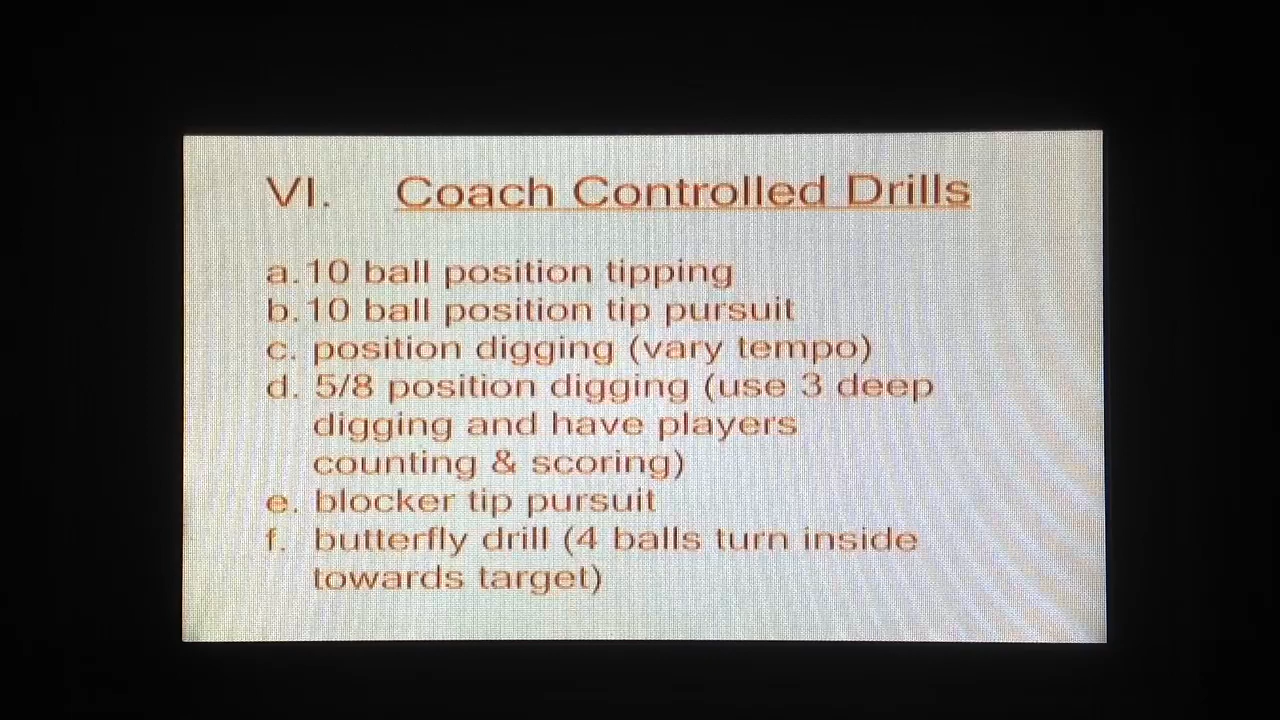 VI. Coach Controlled Drills
a. 10 ball position tipping
b. 10 ball position tip pursuit
c. position digging (vary tempo)
d. 5/8 position digging (use 3 deep
digging and have players
counting & scoring)
e. blocker tip pursuit
f. butterfly drill (4 balls turn inside
towards target)